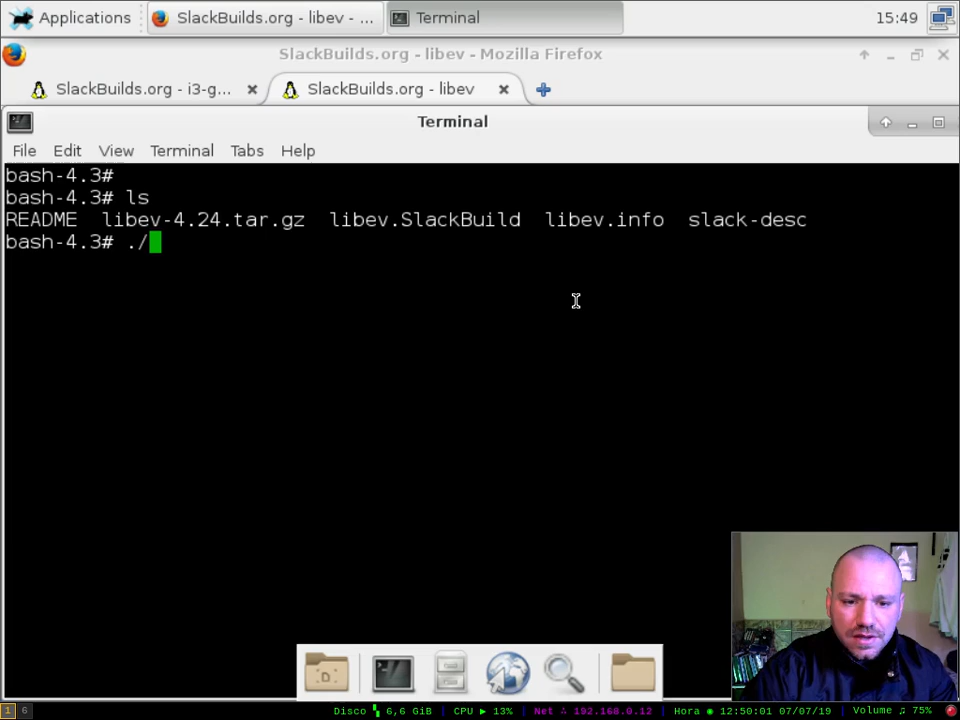 Applications
SlackBuilds.org - libev - ...
Terminal
15:49
SlackBuilds.org - libev - Mozilla Firefox
SlackBuilds.org - i3-g...
SlackBuilds.org - libev
Terminal
File Edit View Terminal Tabs Help
bash-4.3#
bash-4.3# ls
README libev-4.24.tar.gz libev.SlackBuild libev.info slack-desc
bash-4.3# ./
D
1 6 Disco 6,6 GiB | CPU ▶ 13% | Net ∴ 192.168.0.12 | Hora ◉ 12:50:01 07/07/19 | Volume ♫ 75%